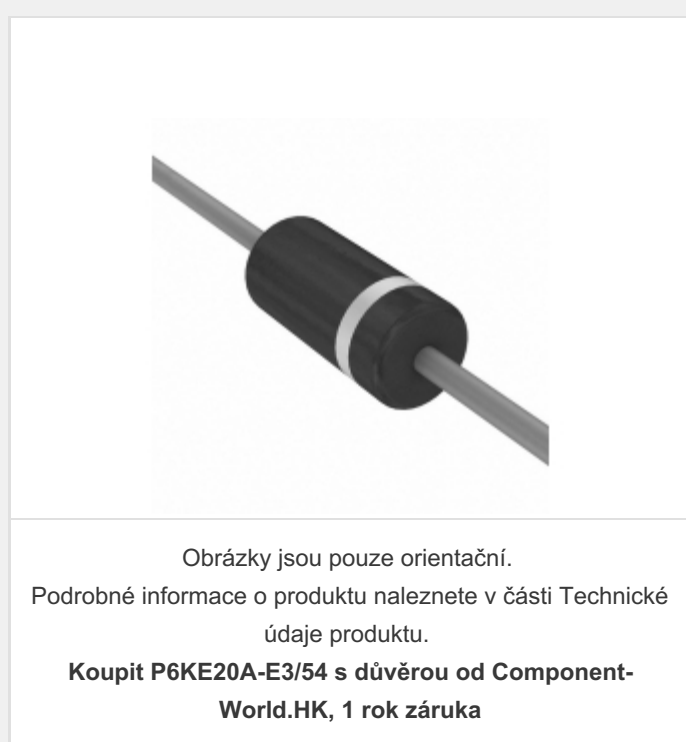 Obrázky jsou pouze orientační.
Podrobné informace o produktu naleznete v části Technické
údaje produktu.
Koupit P6KE20A-E3/54 s důvěrou od Component-
World.HK, 1 rok záruka